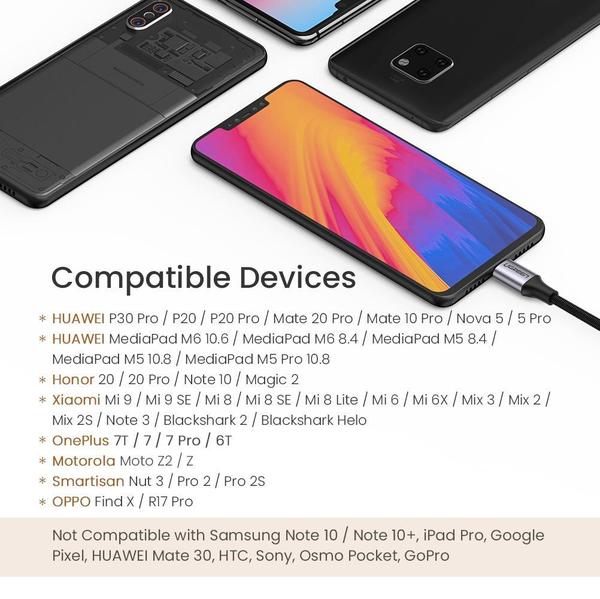 UGREEN
Compatible Devices
* HUAWEI P30 Pro / P20 / P20 Pro / Mate 20 Pro / Mate 10 Pro / Nova 5 / 5 Pro
* HUAWEI MediaPad M6 10.6 / MediaPad M6 8.4 / MediaPad M5 8.4 /
MediaPad M5 10.8 / MediaPad M5 Pro 10.8
* Honor 20 / 20 Pro / Note 10 / Magic 2
* Xiaomi Mi 9 / Mi 9 SE / Mi 8 / Mi 8 SE / Mi 8 Lite / Mi 6 / Mi 6X / Mix 3 / Mix 2 /
Mix 2S / Note 3 / Blackshark 2 / Blackshark Helo
* OnePlus 7T / 7 / 7 Pro / 6T
* Motorola Moto Z2 / Z
* Smartisan Nut 3 / Pro 2 / Pro 2S
* OPPO Find X / R17 Pro
Not Compatible with Samsung Note 10 / Note 10+, iPad Pro, Google
Pixel, HUAWEI Mate 30, HTC, Sony, Osmo Pocket, GoPro